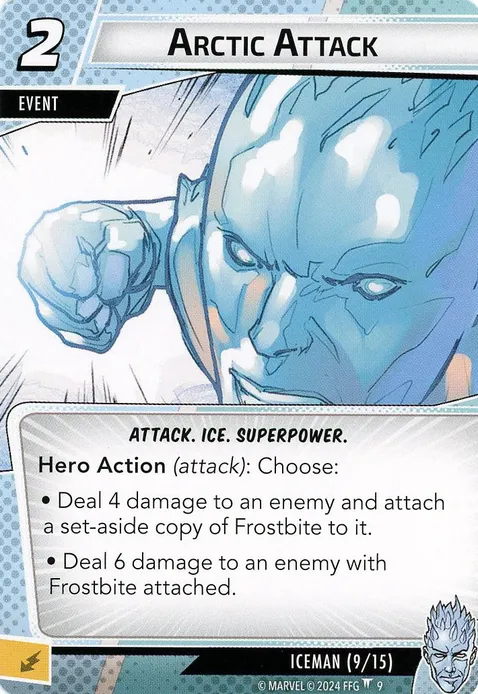 2
ARCTIC ATTACK
EVENT
ATTACK. ICE. SUPERPOWER.
Hero Action (attack): Choose:
• Deal 4 damage to an enemy and attach
a set-aside copy of Frostbite to it.
• Deal 6 damage to an enemy with
Frostbite attached.
ICEMAN (9/15)
© MARVEL © 2024 FFG 9